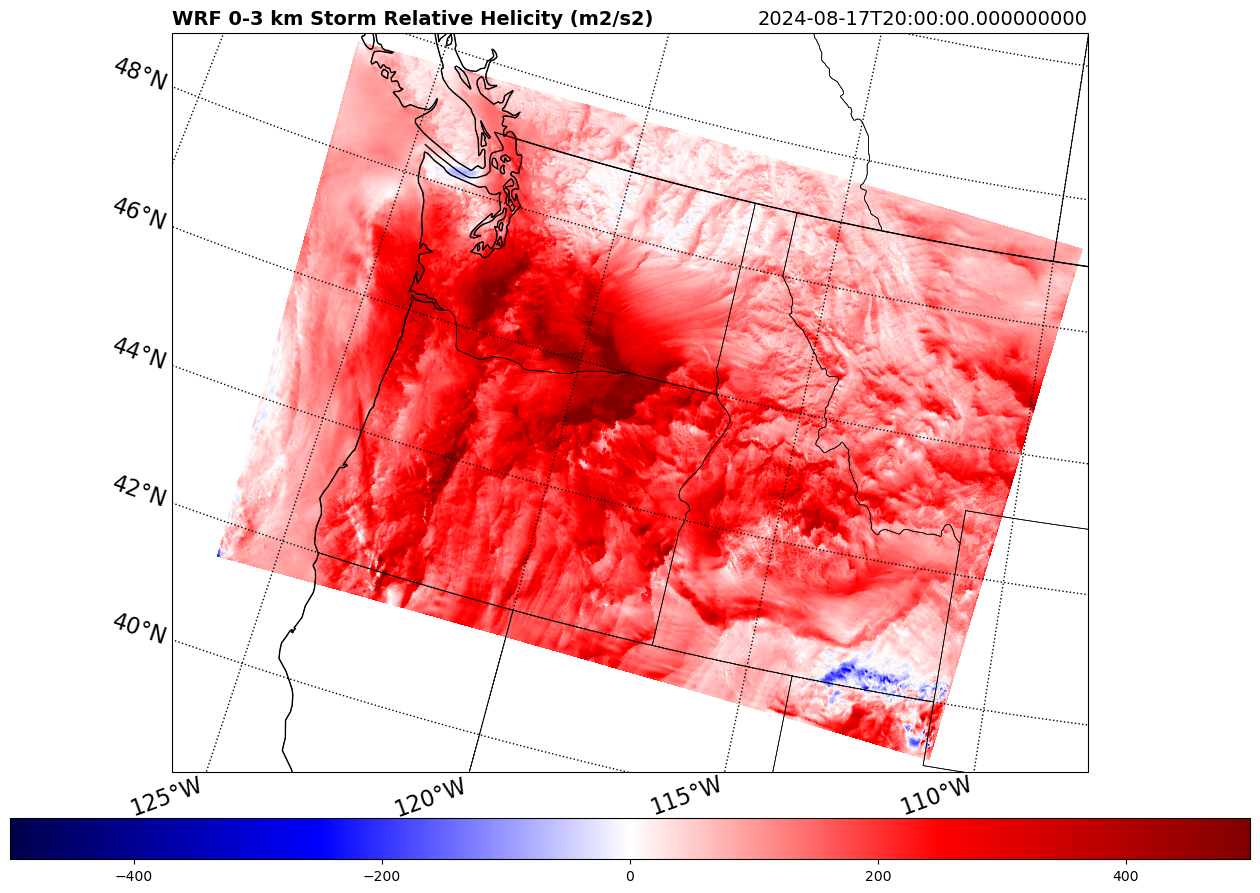 WRF 0-3 km Storm Relative Helicity (m2/s2) 2024-08-17T20:00:00.000000000
48°N
46°N
44°N
42°N
40°N
125°W 120°W 115°W 110°W
−400 −200 0 200 400